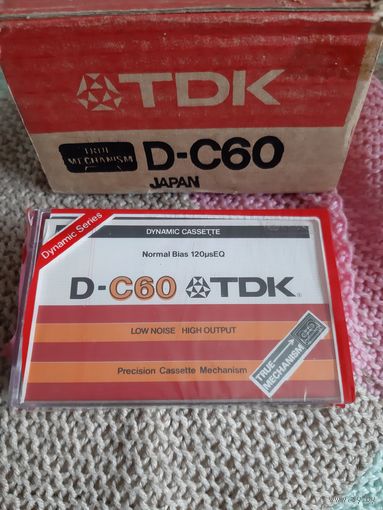 TDK
TRUE
MECHANISM
D-C60
JAPAN
Dynamic Series
DYNAMIC CASSETTE
Normal Bias 120µsEQ
D-C60 TDK®
LOW NOISE HIGH OUTPUT
Precision Cassette Mechanism
TRUE
MECHANISM